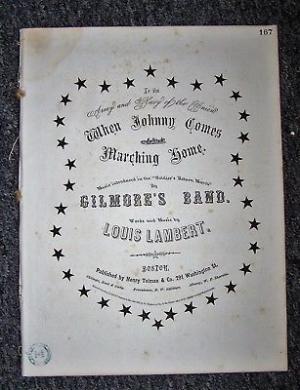 167
To the
Army and Navy of the Union
When Johnny Comes
Marching Home.
Music introduced in the "Soldier's Return March"
By
GILMORE'S BAND.
Words and Music by
LOUIS LAMBERT.
BOSTON,
Published by Henry Tolman & Co. 291 Washington St.